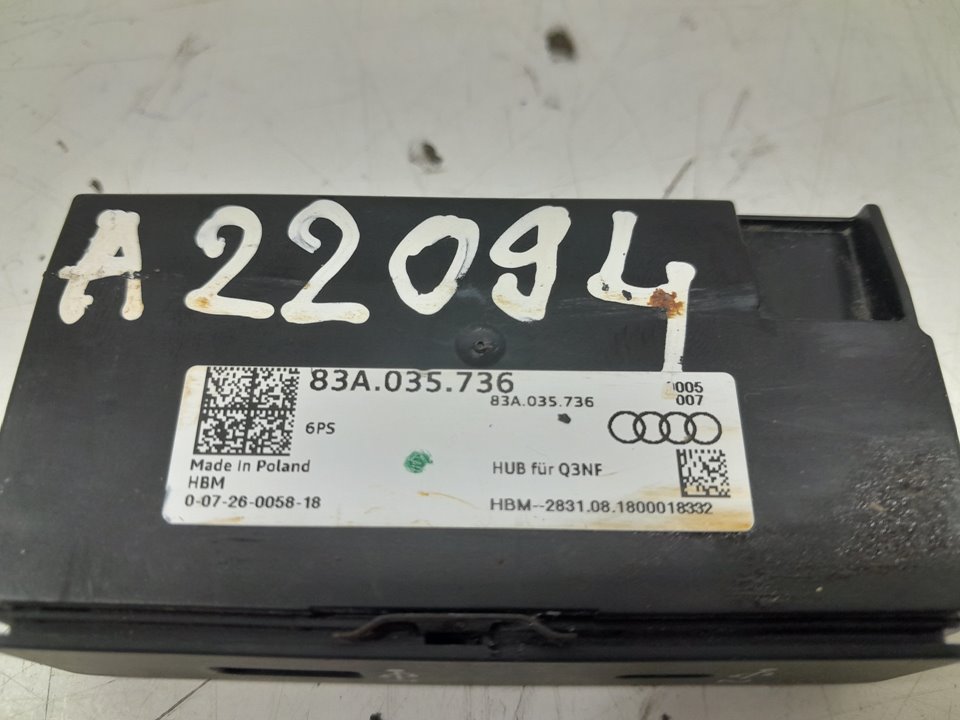 A 22094
83A.035.736
83A.035.736
005
007
6PS
Made in Poland
HUB für Q3NF
HBM
0-07-26-0058-18
HBM--2831.08.1800018332